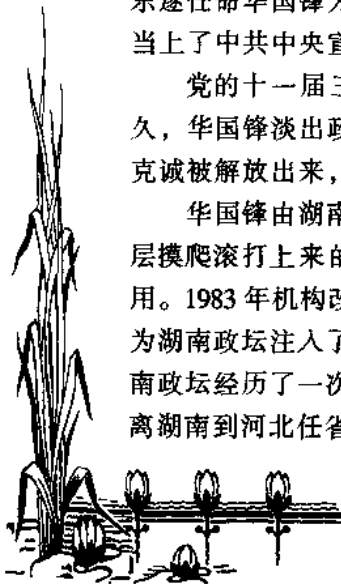 东遂任命华国锋为
当上了中共中央宣
党的十一届三
久，华国锋淡出政
克诚被解放出来，
华国锋由湖南
层摸爬滚打上来的
用。1983年机构改
为湖南政坛注入了
南政坛经历了一次
离湖南到河北任省